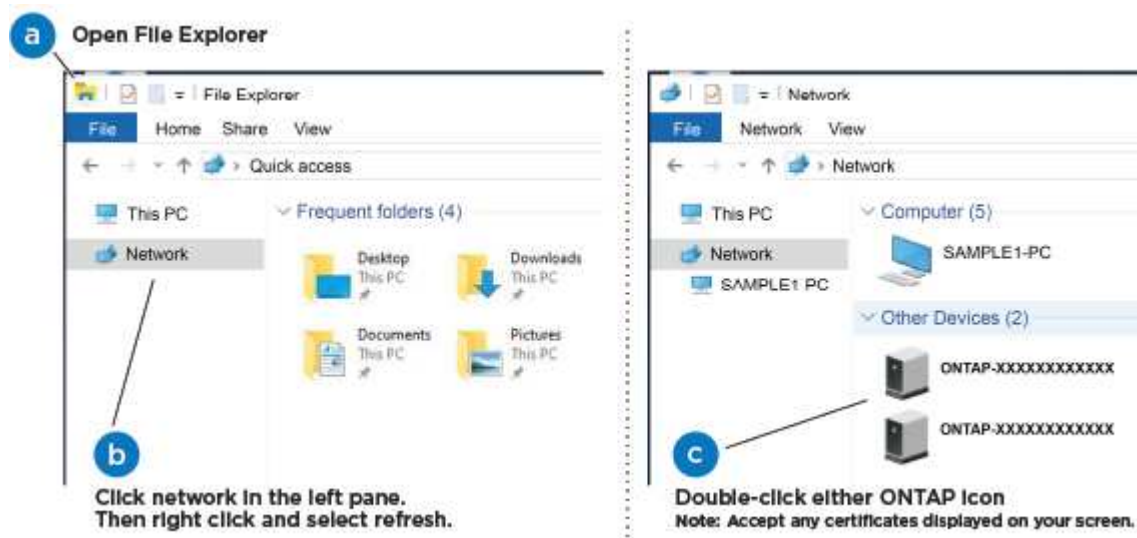 a
Open File Explorer
File Explorer
File Home Share View
Quick access
This PC
Network
Frequent folders (4)
Desktop
This PC
Downloads
This PC
Documents
This PC
Pictures
This PC
b
Click network in the left pane.
Then right click and select refresh.
Network
File Network View
Network
This PC
Network
SAMPLE1 PC
Computer (5)
SAMPLE1-PC
Other Devices (2)
ONTAP-XXXXXXXXXXXX
ONTAP-XXXXXXXXXXXX
c
Double-click either ONTAP icon
Note: Accept any certificates displayed on your screen.